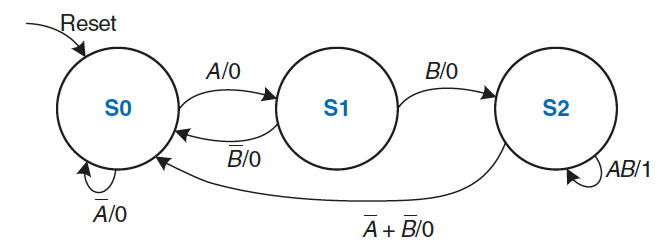 Reset
A/0
B/0
S0
S1
S2
B̅/0
AB/1
A̅/0
A̅ + B̅/0